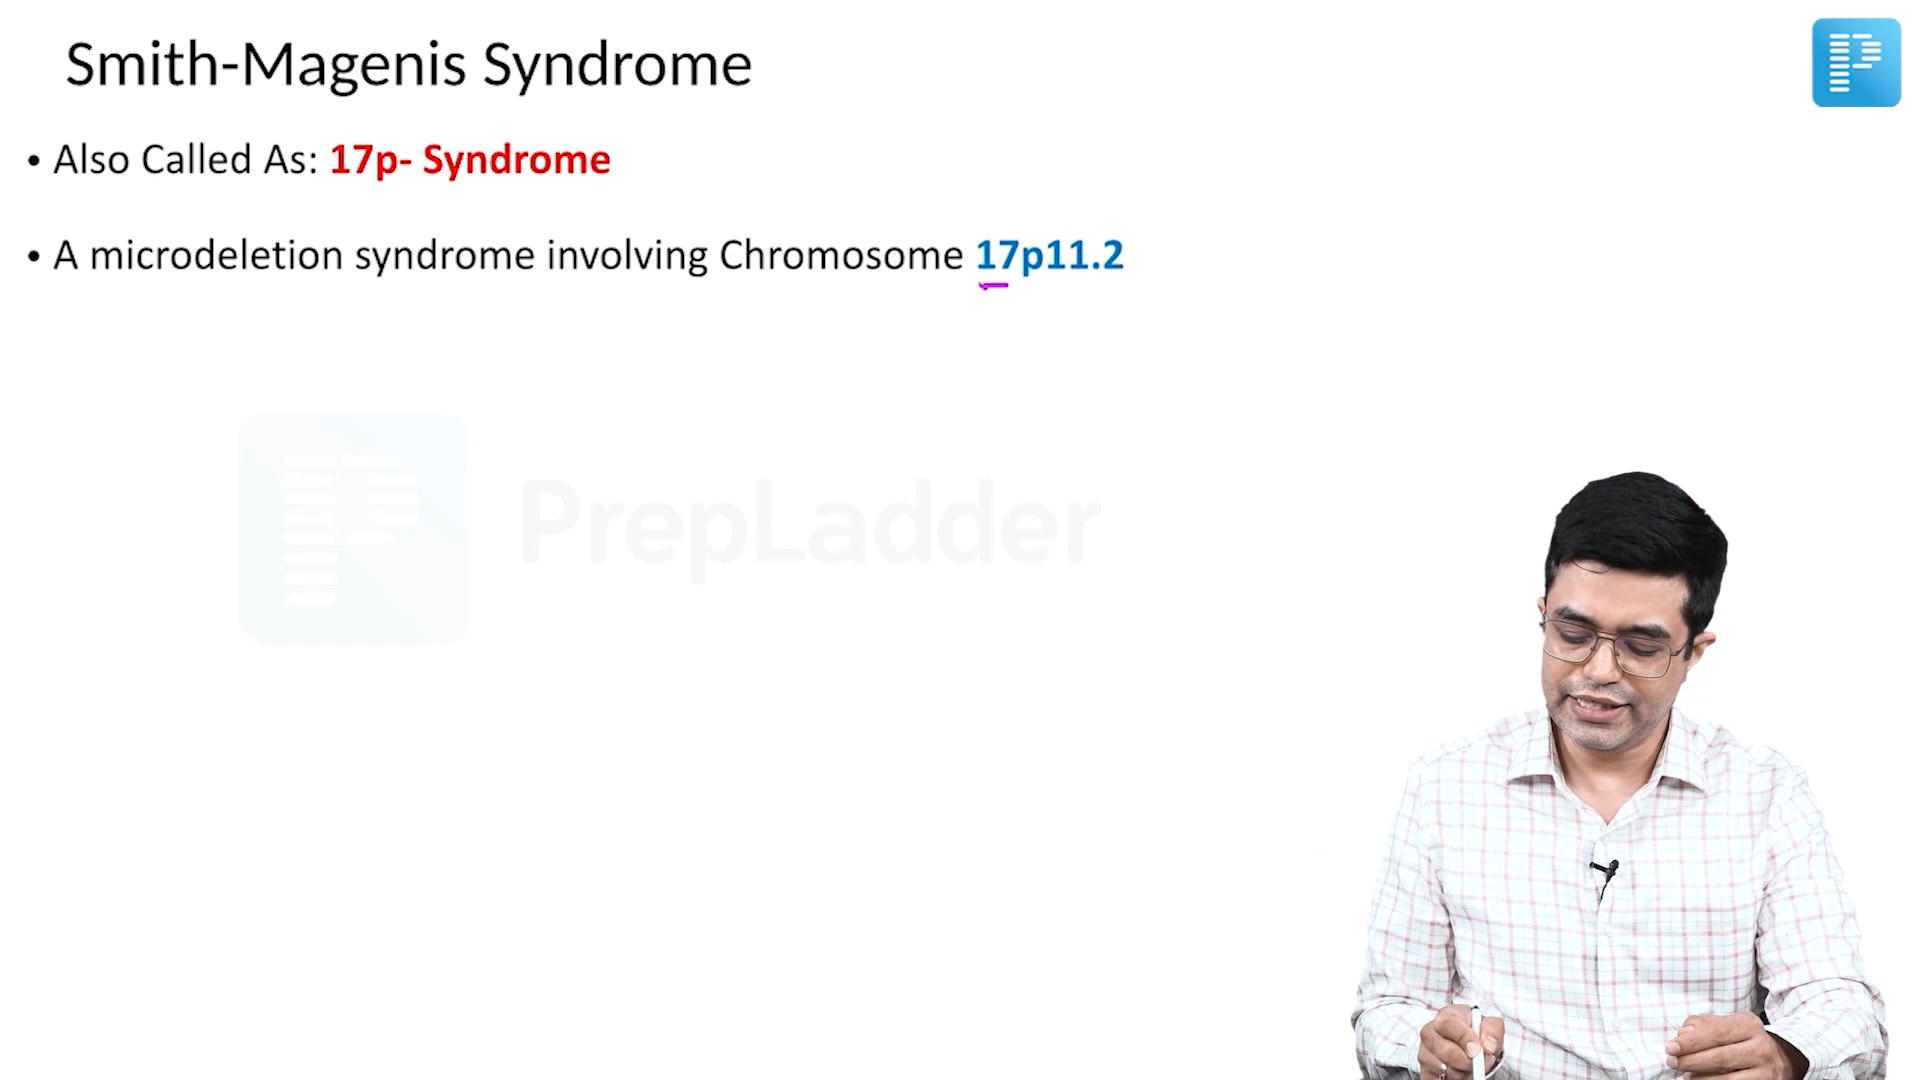 Smith-Magenis Syndrome
• Also Called As: 17p- Syndrome
• A microdeletion syndrome involving Chromosome 17p11.2
PrepLadder